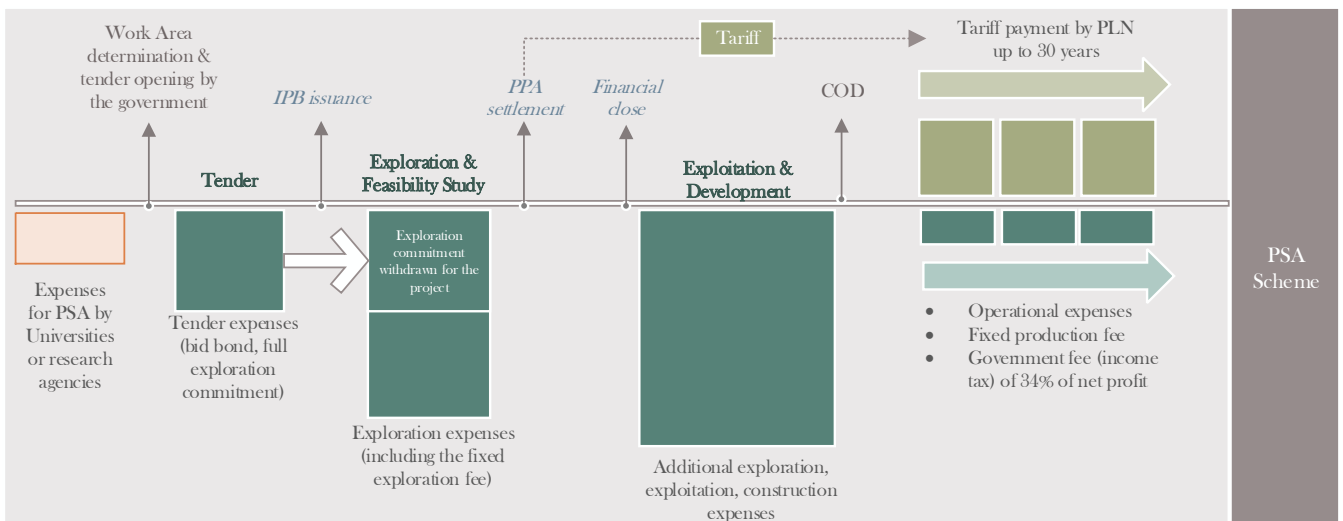 Work Area
determination &
tender opening by
the government
IPB issuance
PPA
settlement
Tariff
Financial
close
COD
Tariff payment by PLN
up to 30 years
Tender
Exploration &
Feasibility Study
Exploitation &
Development
Exploration
commitment
withdrawn for the
project
Expenses
for PSA by
Universities
or research
agencies
Tender expenses
(bid bond, full
exploration
commitment)
Exploration expenses
(including the fixed
exploration fee)
Additional exploration,
exploitation, construction
expenses
• Operational expenses
• Fixed production fee
• Government fee (income
tax) of 34% of net profit
PSA
Scheme